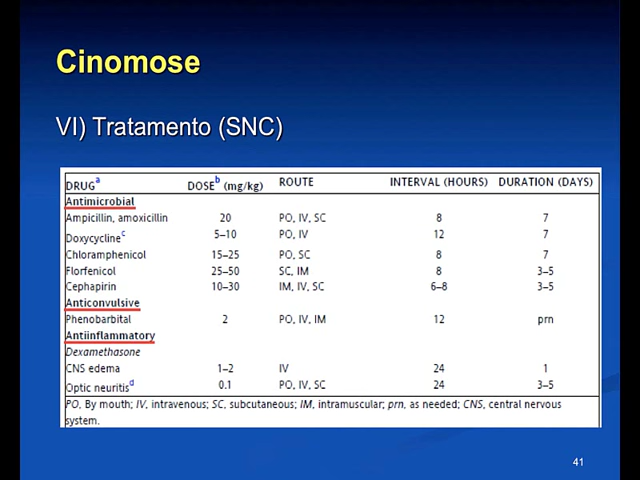 Cinomose
VI) Tratamento (SNC)
DRUGa DOSEb (mg/kg) ROUTE INTERVAL (HOURS) DURATION (DAYS)
Antimicrobial
Ampicillin, amoxicillin 20 PO, IV, SC 8 7
Doxycyclinec 5–10 PO, IV 12 7
Chloramphenicol 15–25 PO, SC 8 7
Florfenicol 25–50 SC, IM 8 3–5
Cephapirin 10–30 IM, IV, SC 6–8 3–5
Anticonvulsive
Phenobarbital 2 PO, IV, IM 12 prn
Antiinflammatory
Dexamethasone
CNS edema 1–2 IV 24 1
Optic neuritisd 0.1 PO, IV, SC 24 3–5
PO, By mouth; IV, intravenous; SC, subcutaneous; IM, intramuscular; prn, as needed; CNS, central nervous
system.
41